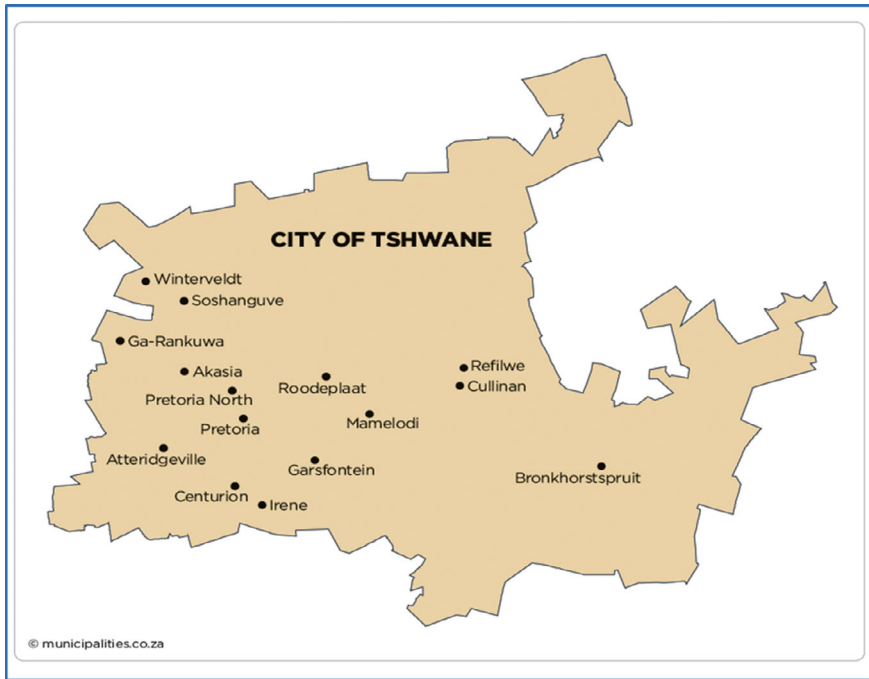 CITY OF TSHWANE
Winterveldt
Soshanguve
Ga-Rankuwa
Akasia
Refilwe
Roodeplaat
Cullinan
Pretoria North
Mamelodi
Pretoria
Atteridgeville
Garsfontein
Bronkhorstspruit
Centurion
Irene
© municipalities.co.za